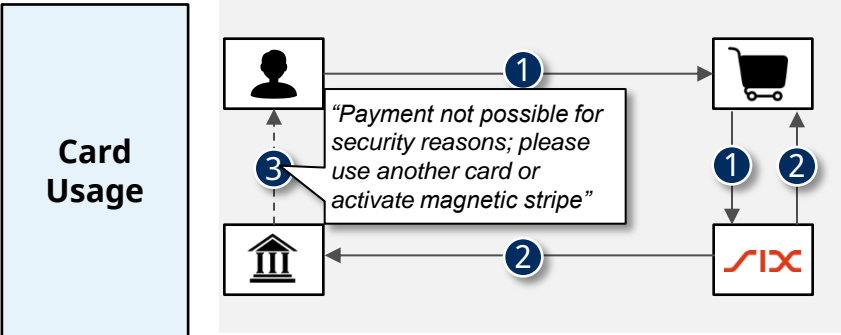 Card
Usage
1
“Payment not possible for
security reasons; please
use another card or
activate magnetic stripe”
3
1
2
2
SIX